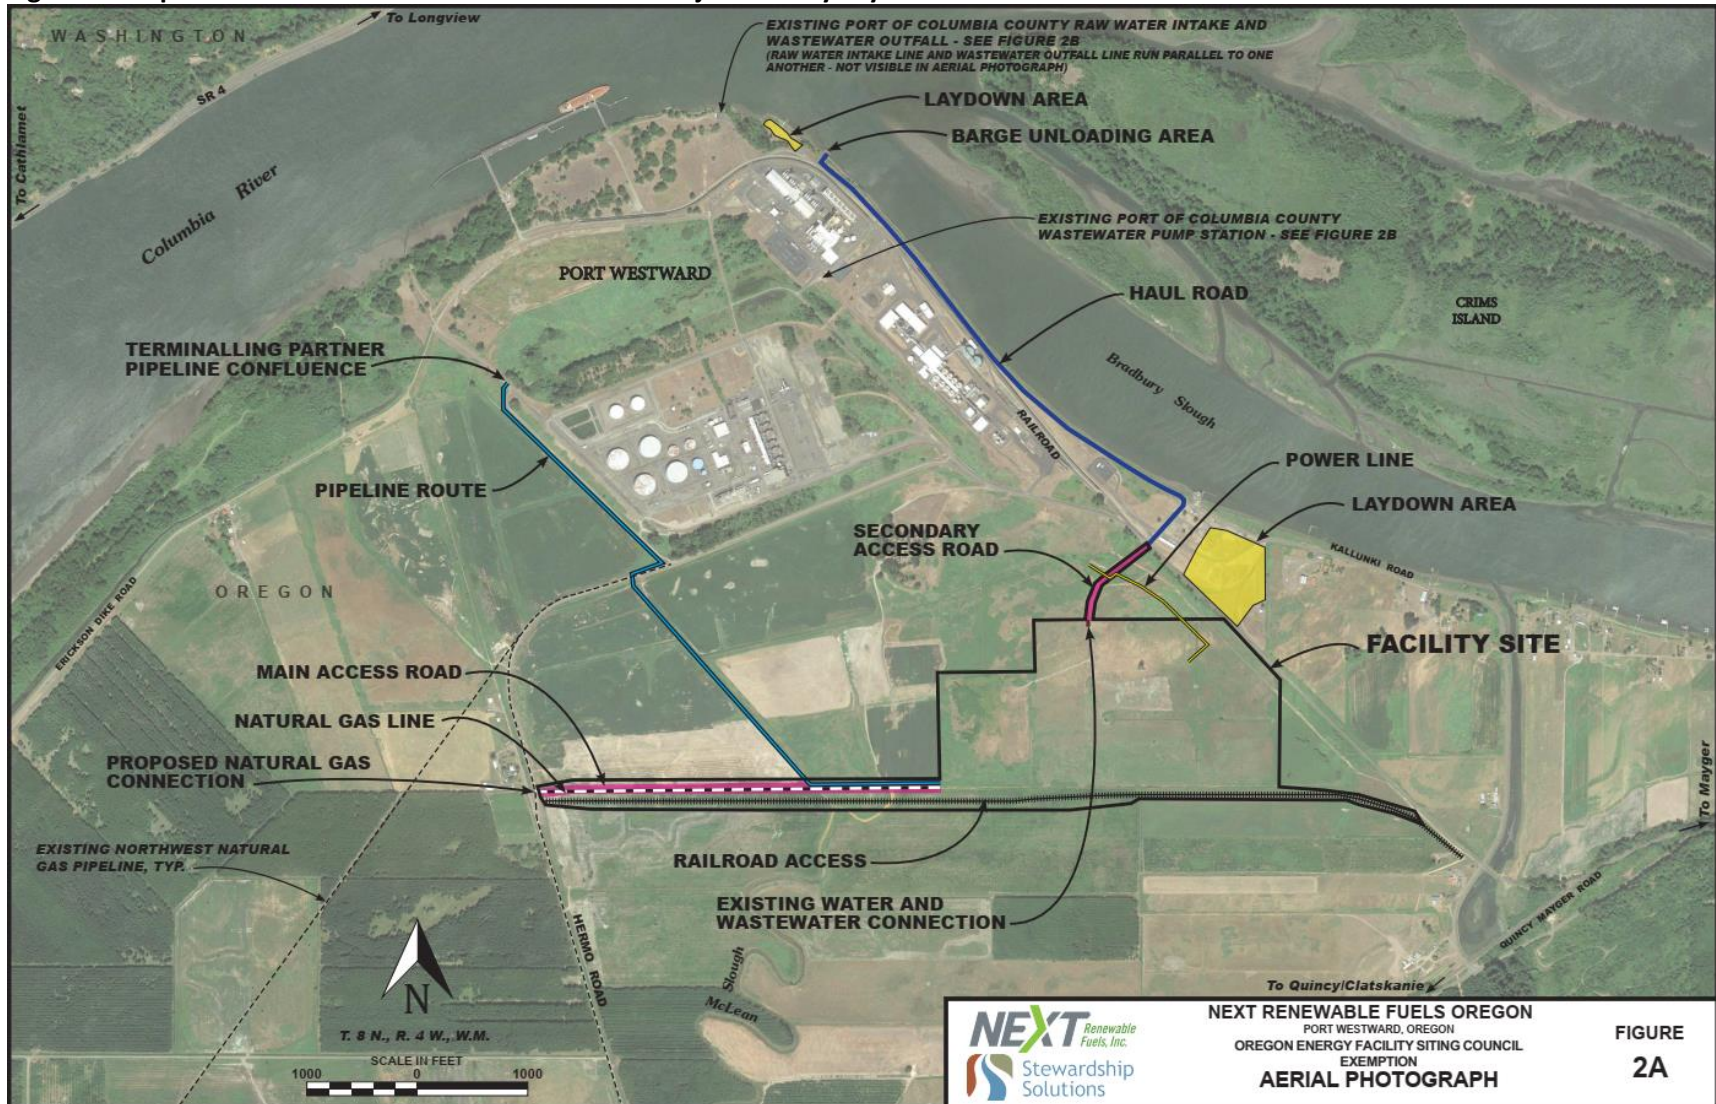 To Longview
WASHINGTON
EXISTING PORT OF COLUMBIA COUNTY RAW WATER INTAKE AND
WASTEWATER OUTFALL - SEE FIGURE 2B
(RAW WATER INTAKE LINE AND WASTEWATER OUTFALL LINE RUN PARALLEL TO ONE
ANOTHER - NOT VISIBLE IN AERIAL PHOTOGRAPH)
SR 4
LAYDOWN AREA
BARGE UNLOADING AREA
To Cathlamet
Columbia River
EXISTING PORT OF COLUMBIA COUNTY
WASTEWATER PUMP STATION - SEE FIGURE 2B
PORT WESTWARD
HAUL ROAD
CRIMS
ISLAND
TERMINALLING PARTNER
PIPELINE CONFLUENCE
Bradbury Slough
RAILROAD
POWER LINE
PIPELINE ROUTE
LAYDOWN AREA
SECONDARY
ACCESS ROAD
KALLUNKI ROAD
OREGON
ERICKSON DIKE ROAD
FACILITY SITE
MAIN ACCESS ROAD
NATURAL GAS LINE
PROPOSED NATURAL GAS
CONNECTION
To Mayger
EXISTING NORTHWEST NATURAL
GAS PIPELINE, TYP.
RAILROAD ACCESS
EXISTING WATER AND
WASTEWATER CONNECTION
HERMO ROAD
QUINCY MAYGER ROAD
McLean Slough
To Quincy/Clatskanie
N
T. 8 N., R. 4 W., W.M.
SCALE IN FEET
1000 0 1000
NEXT Renewable
Fuels, Inc.
Stewardship
Solutions
NEXT RENEWABLE FUELS OREGON
PORT WESTWARD, OREGON
OREGON ENERGY FACILITY SITING COUNCIL
EXEMPTION
AERIAL PHOTOGRAPH
FIGURE
2A